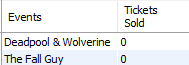 Events Tickets
Sold
Deadpool & Wolverine 0
The Fall Guy 0